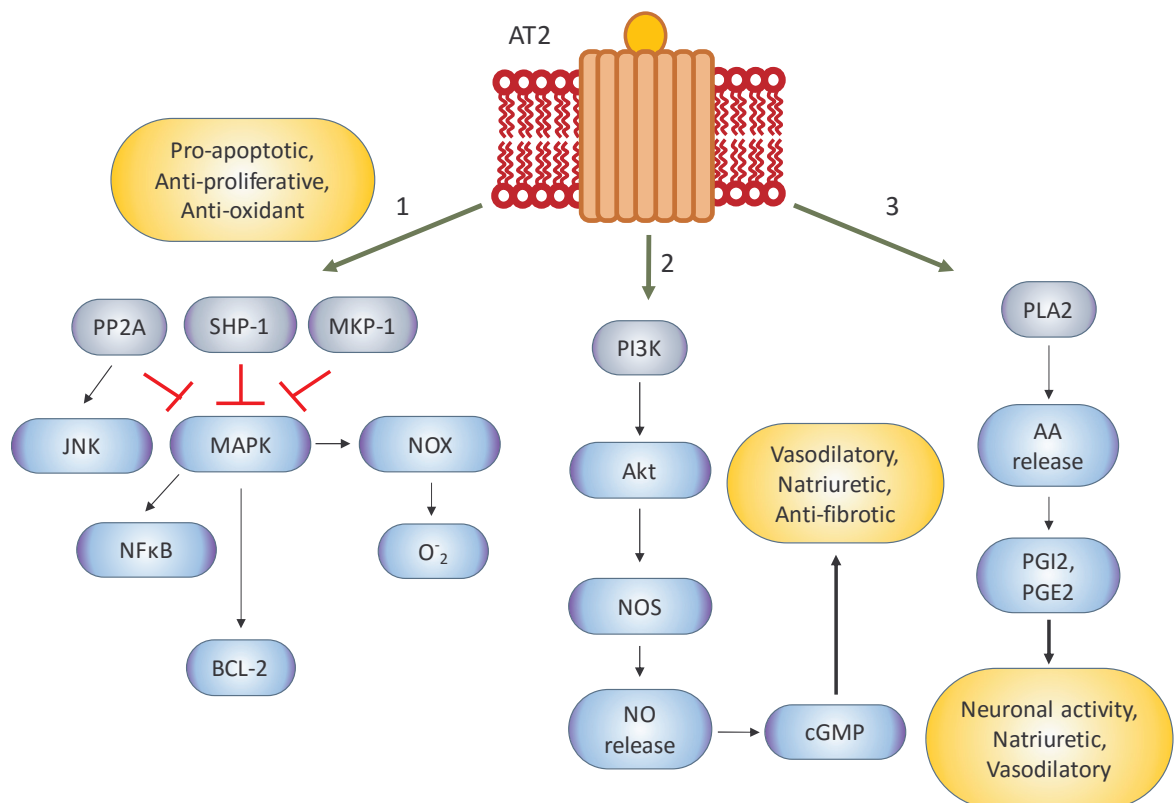 AT2
Pro-apoptotic,
Anti-proliferative,
Anti-oxidant
1
2
3
PP2A
SHP-1
MKP-1
JNK
MAPK
NOX
NFκB
O⁻₂
BCL-2
PI3K
Akt
NOS
NO
release
cGMP
Vasodilatory,
Natriuretic,
Anti-fibrotic
PLA2
AA
release
PGI2,
PGE2
Neuronal activity,
Natriuretic,
Vasodilatory